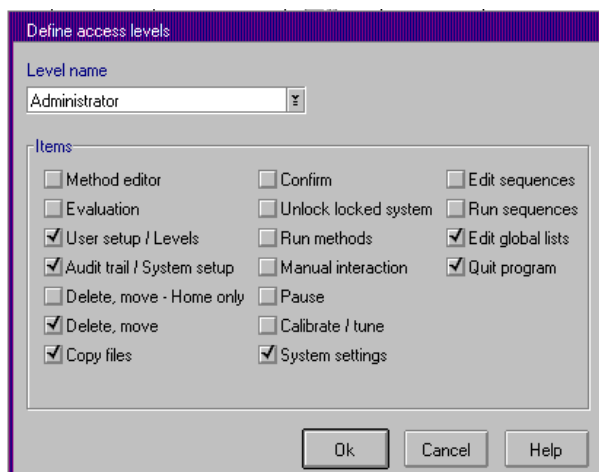 Define access levels
Level name
Administrator
Items
Method editor
Evaluation
User setup / Levels
Audit trail / System setup
Delete, move - Home only
Delete, move
Copy files
Confirm
Unlock locked system
Run methods
Manual interaction
Pause
Calibrate / tune
System settings
Edit sequences
Run sequences
Edit global lists
Quit program
Ok
Cancel
Help